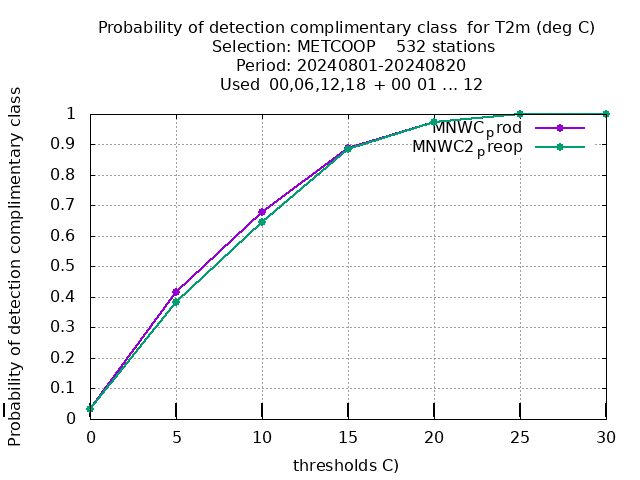 Probability of detection complimentary class for T2m (deg C)
Selection: METCOOP 532 stations
Period: 20240801-20240820
Used 00,06,12,18 + 00 01 ... 12
Probability of detection complimentary class
1
0.9
0.8
0.7
0.6
0.5
0.4
0.3
0.2
0.1
0
MNWCprod
MNWC2preop
0 5 10 15 20 25 30
thresholds C)